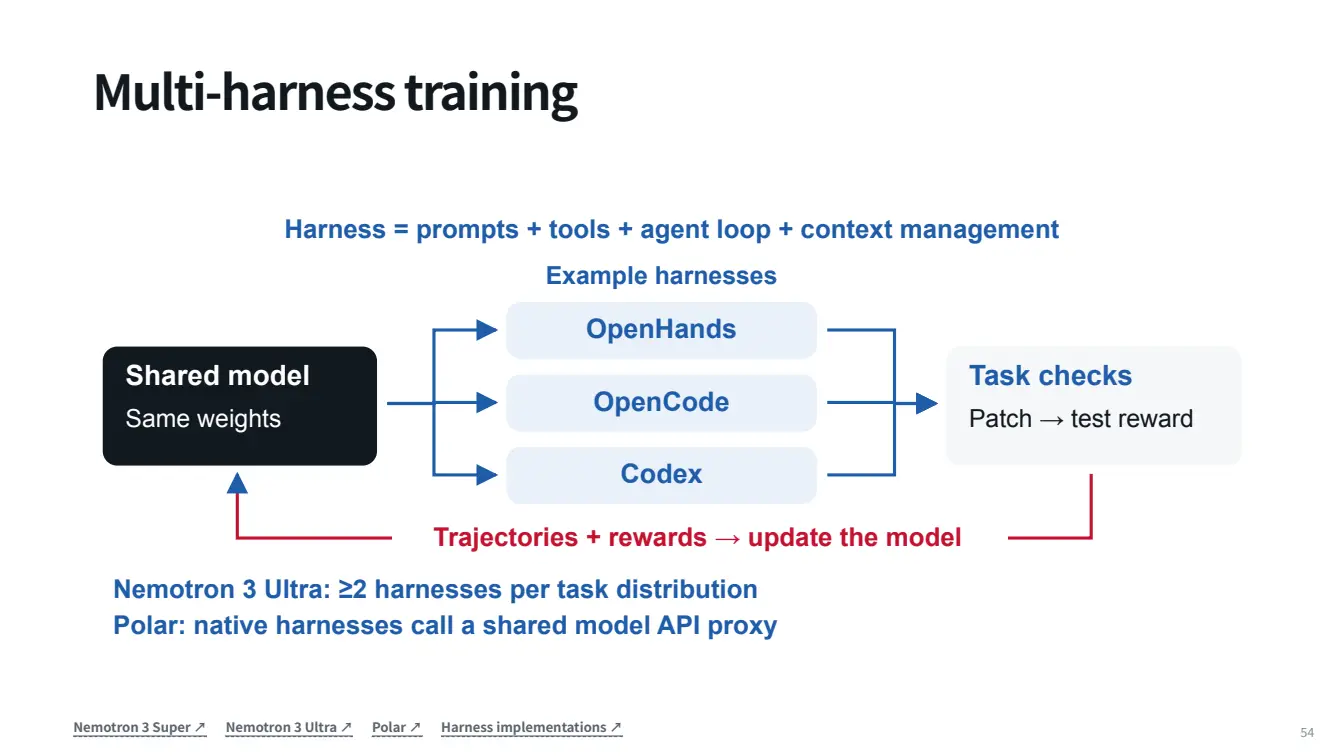 Multi-harness training
Harness = prompts + tools + agent loop + context management
Example harnesses
OpenHands
OpenCode
Codex
Shared model
Same weights
Task checks
Patch → test reward
Trajectories + rewards → update the model
Nemotron 3 Ultra: ≥2 harnesses per task distribution
Polar: native harnesses call a shared model API proxy
Nemotron 3 Super ↗ Nemotron 3 Ultra ↗ Polar ↗ Harness implementations ↗
54